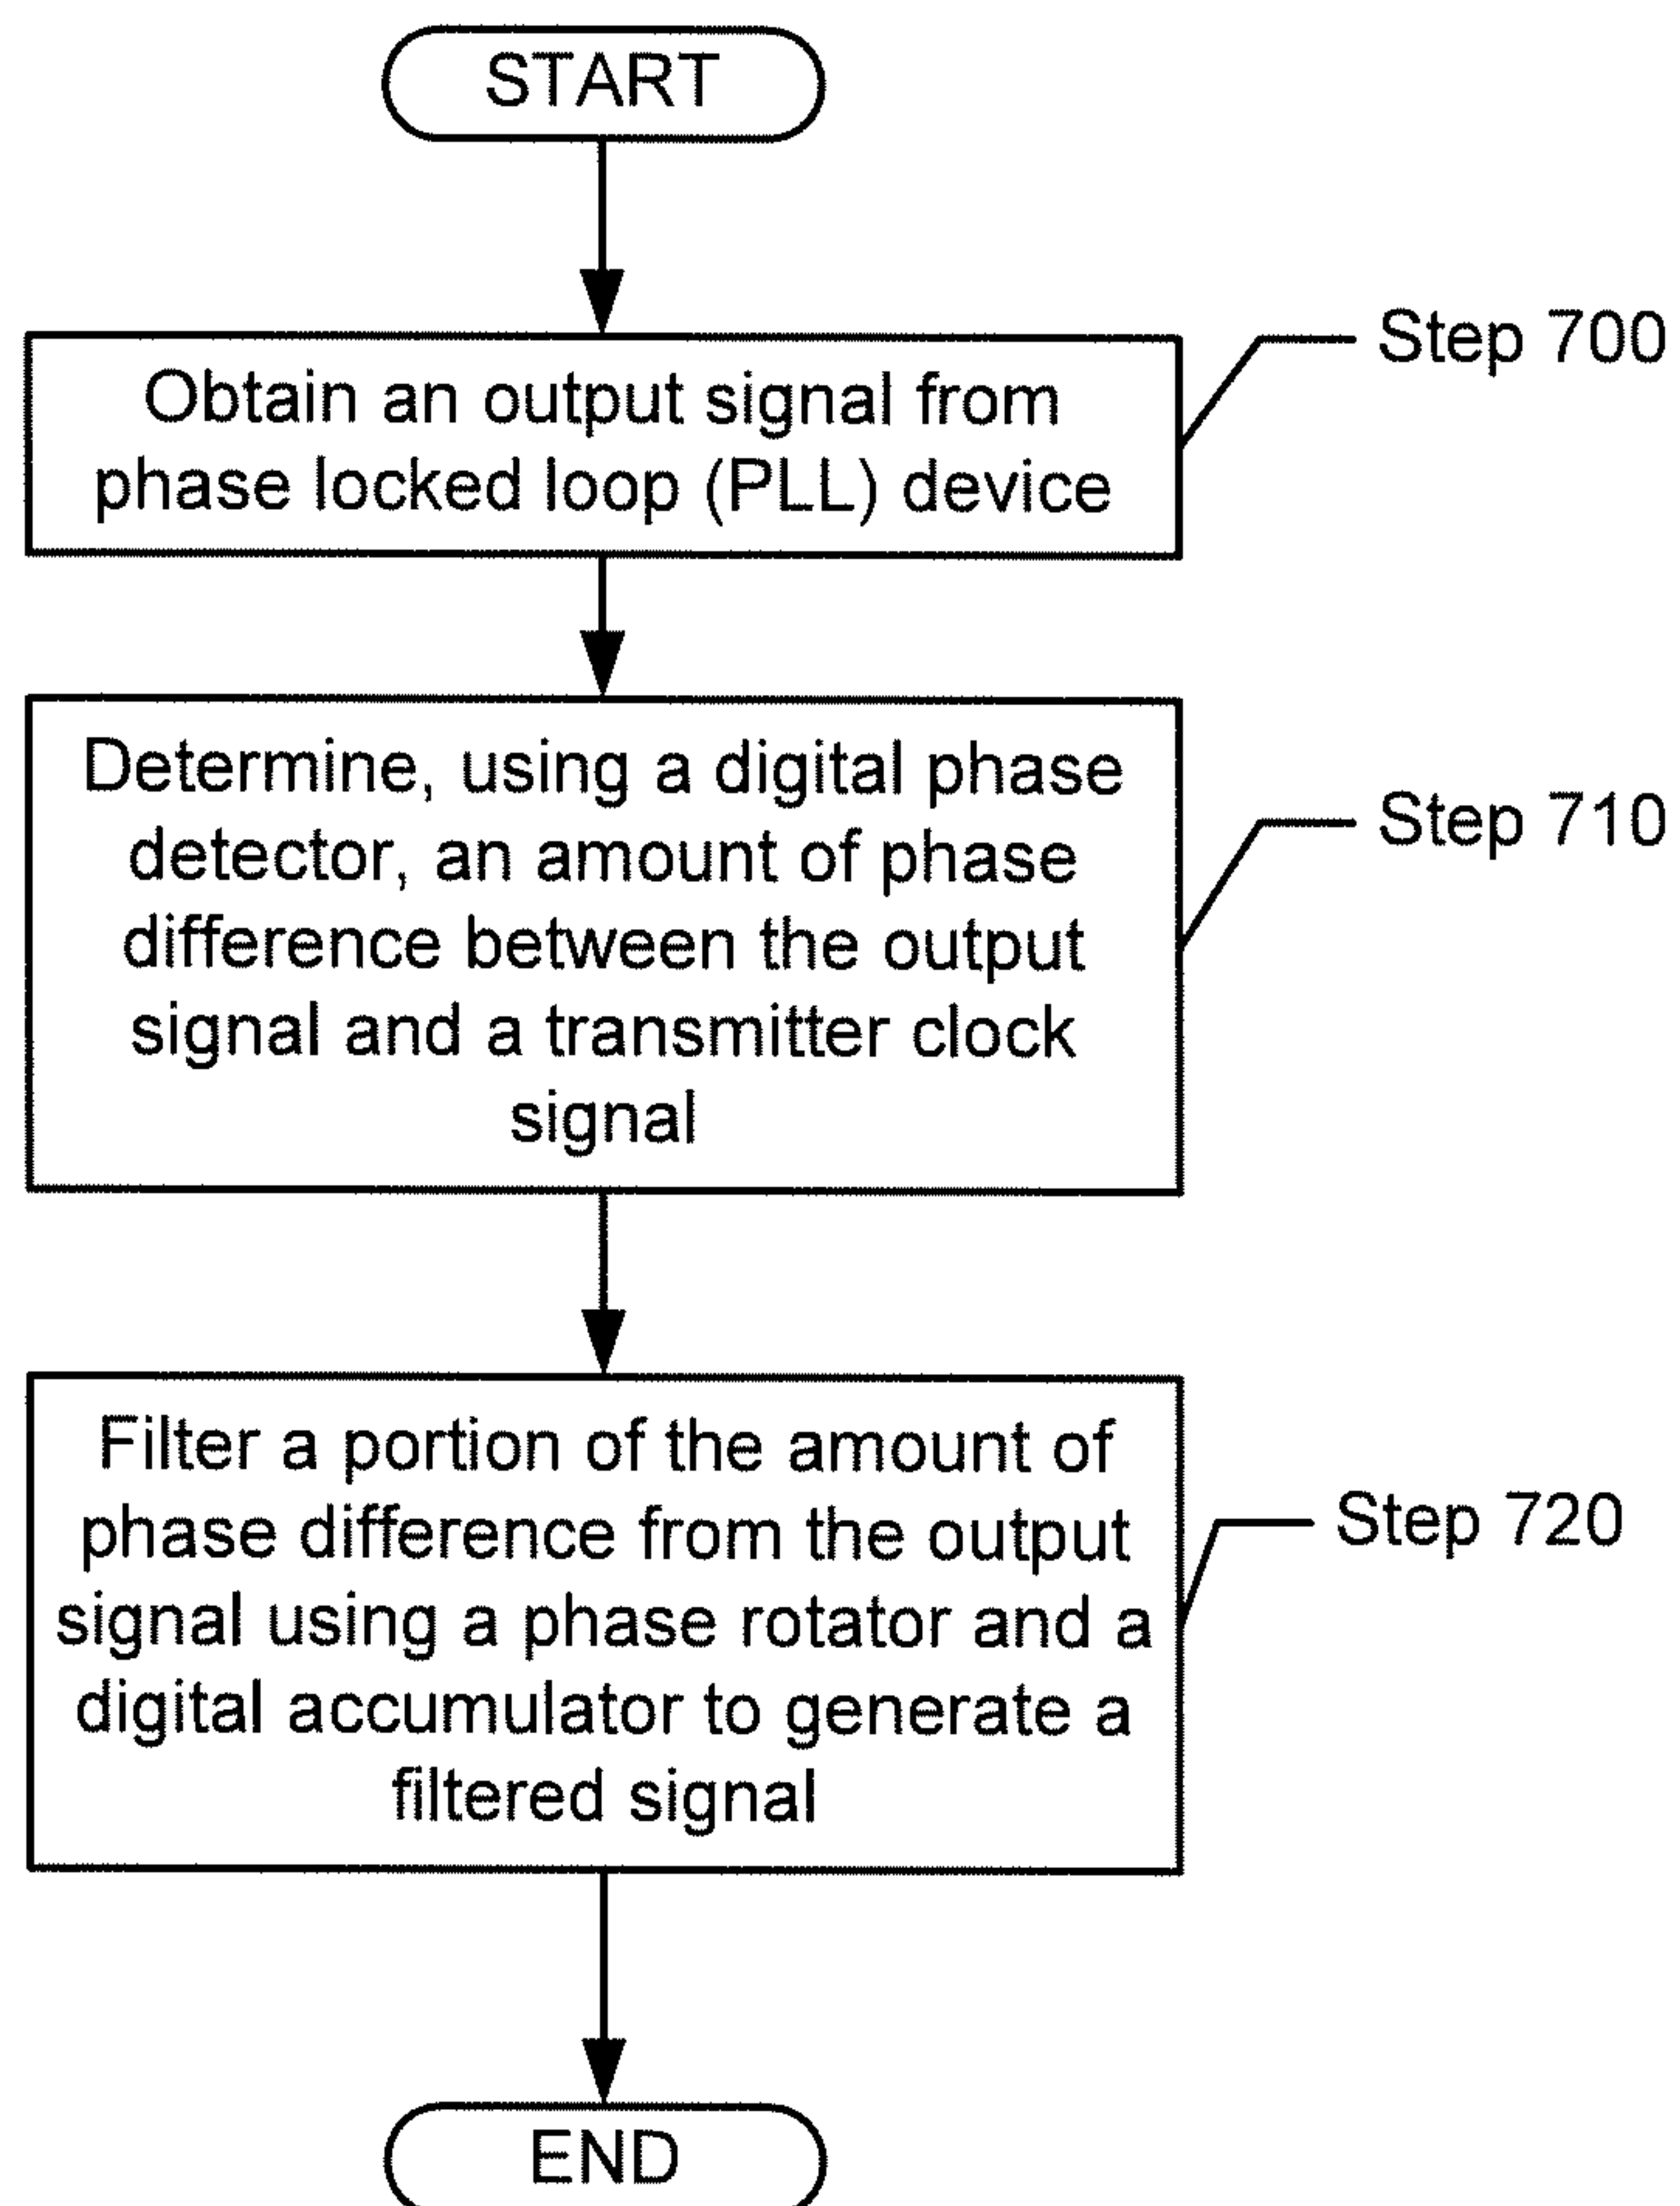 START
Step 700
Obtain an output signal from
phase locked loop (PLL) device
Step 710
Determine, using a digital phase
detector, an amount of phase
difference between the output
signal and a transmitter clock
signal
Step 720
Filter a portion of the amount of
phase difference from the output
signal using a phase rotator and a
digital accumulator to generate a
filtered signal
END